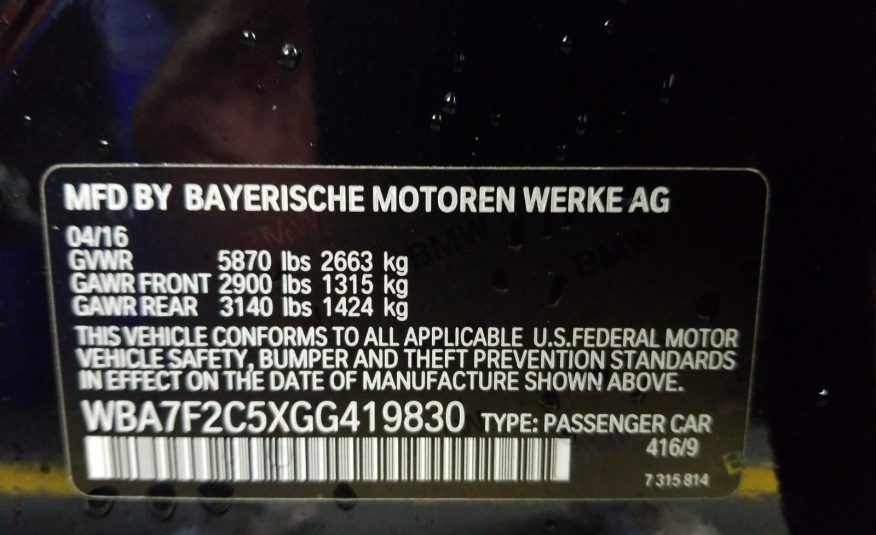 MFD BY BAYERISCHE MOTOREN WERKE AG
04/16
GVWR 5870 lbs 2663 kg
GAWR FRONT 2900 lbs 1315 kg
GAWR REAR 3140 lbs 1424 kg
THIS VEHICLE CONFORMS TO ALL APPLICABLE U.S.FEDERAL MOTOR
VEHICLE SAFETY, BUMPER AND THEFT PREVENTION STANDARDS
IN EFFECT ON THE DATE OF MANUFACTURE SHOWN ABOVE.
WBA7F2C5XGG419830 TYPE: PASSENGER CAR
416/9
7 315 814
BMW
BMW